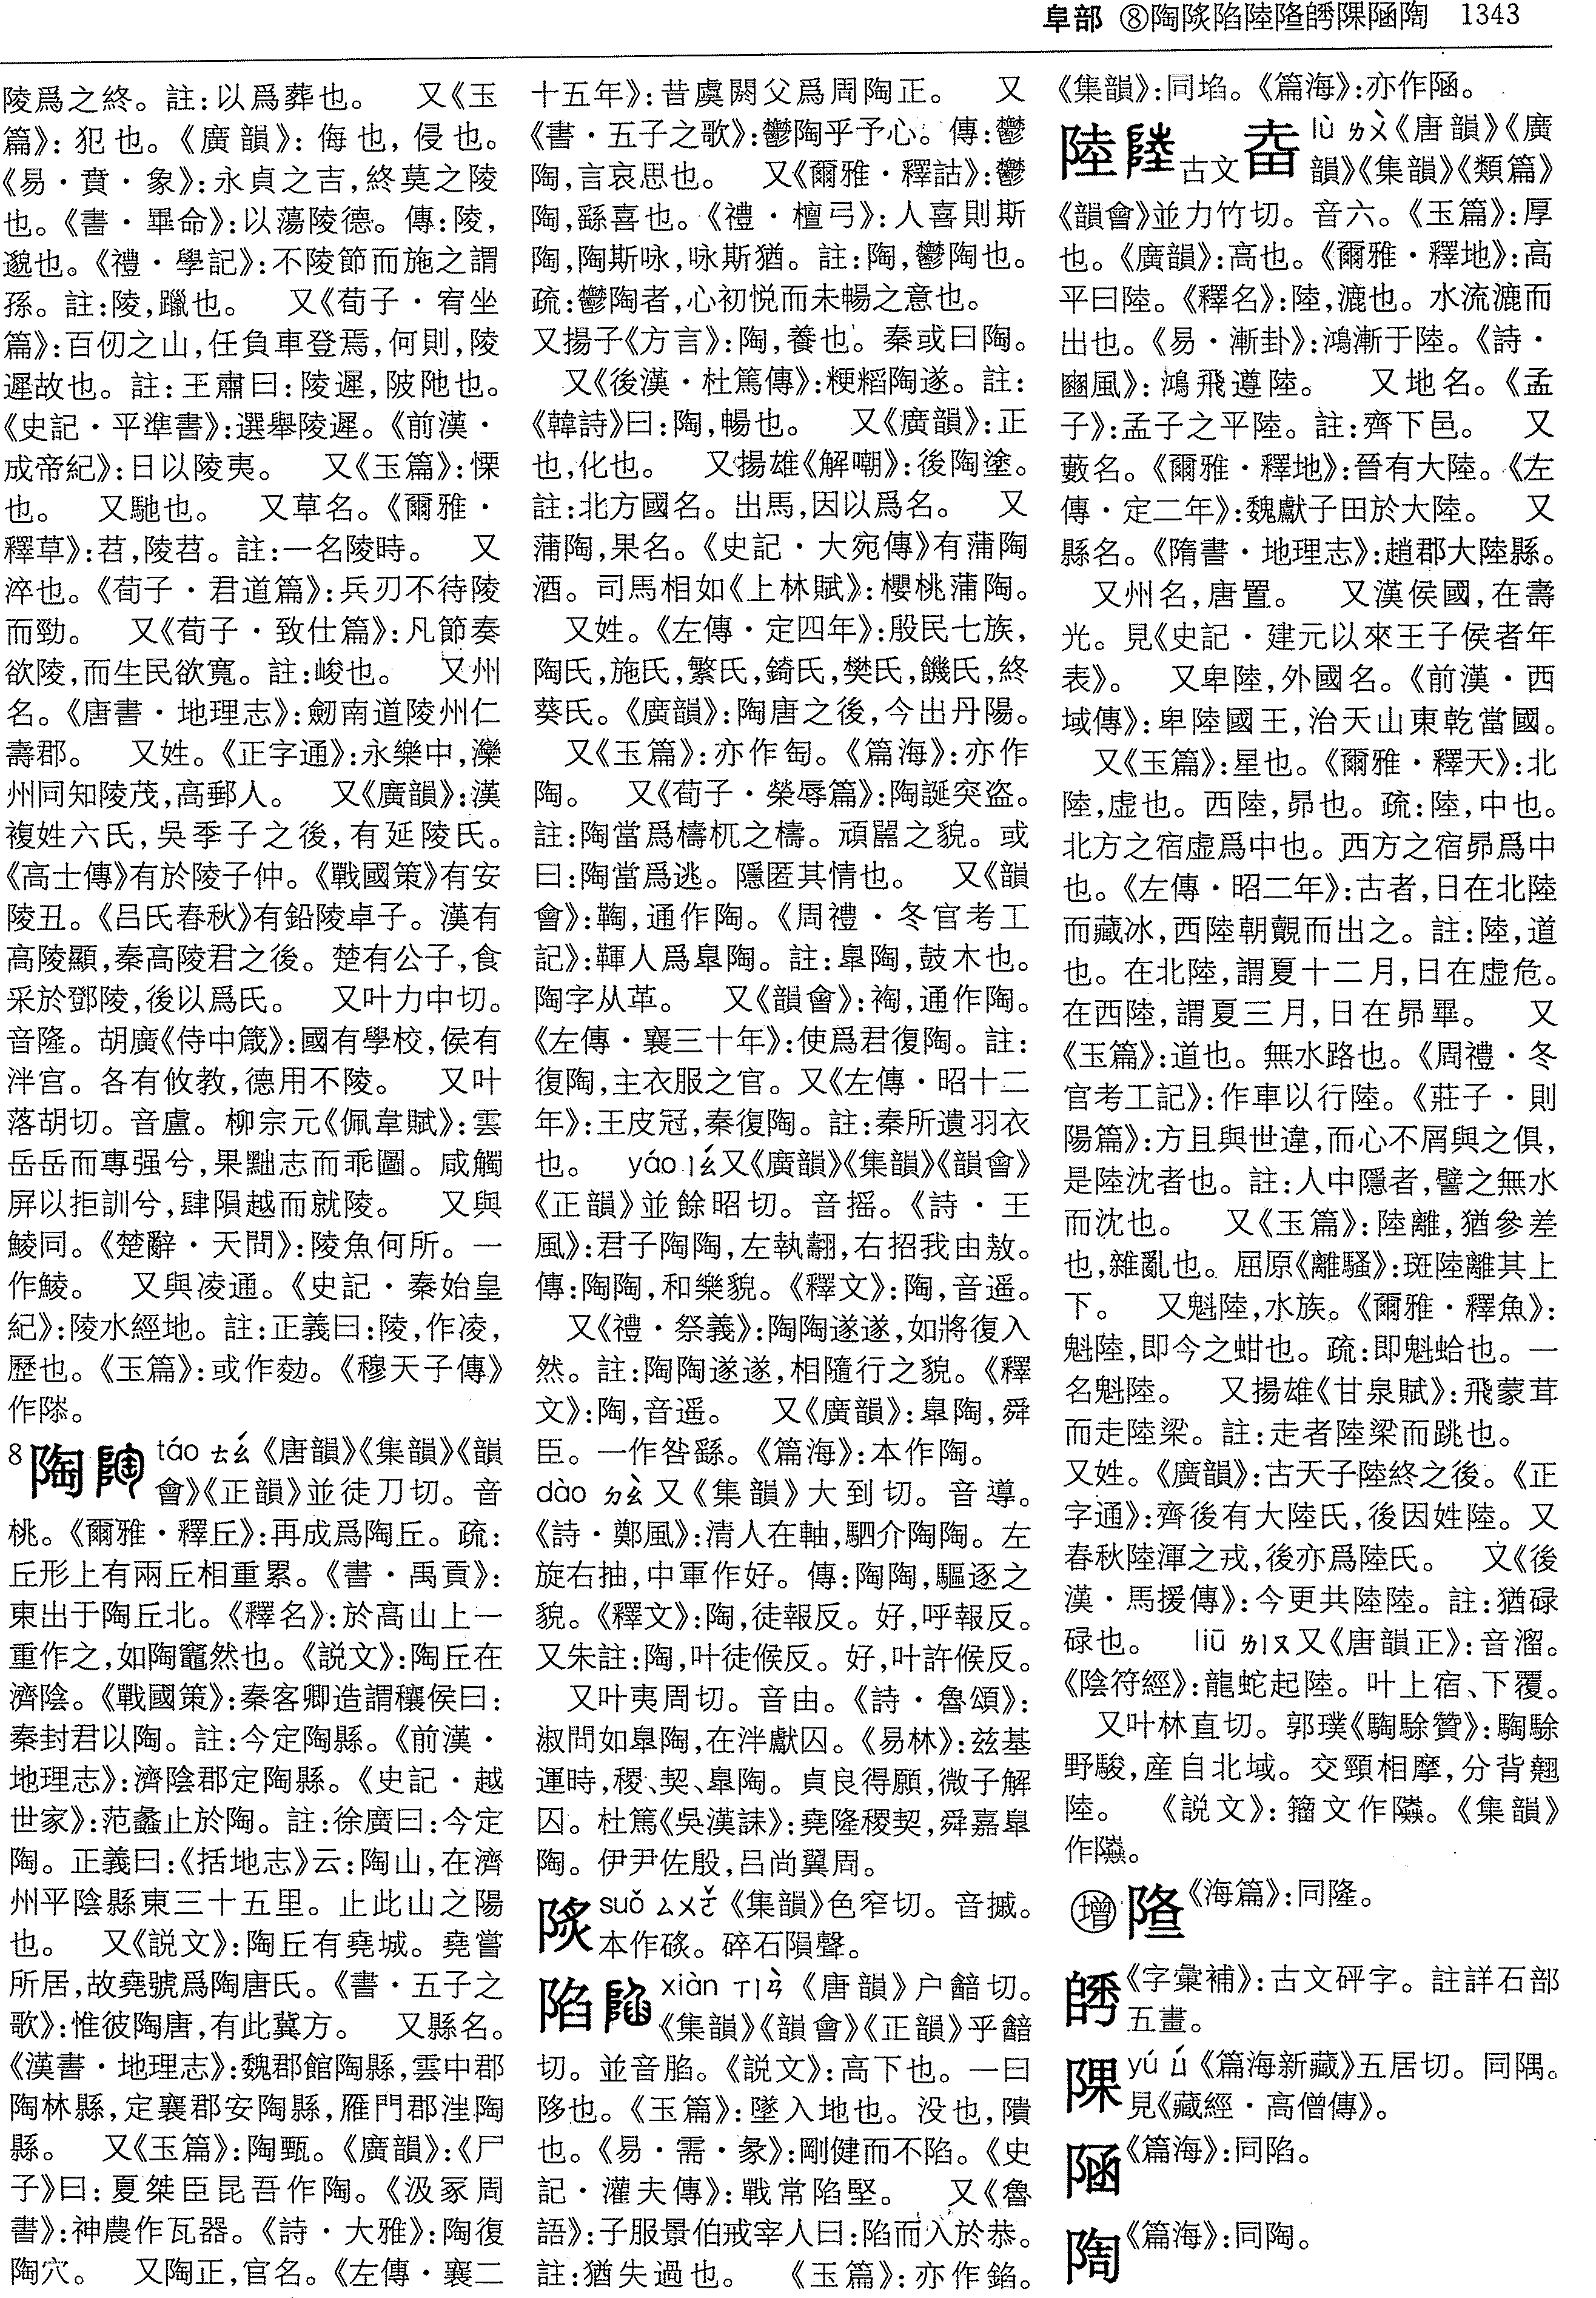 阜部 ⑧陶陖陷陸隓䧨陠陯陶 1343
陵爲之終。註:以爲葬也。 又《玉
篇》:犯也。《廣韻》:侮也,侵也。
《易・賁・象》:永貞之吉,終莫之陵
也。《書・畢命》:以蕩陵德。傳:陵,
邈也。《禮・學記》:不陵節而施之謂
孫。註:陵,躐也。 又《荀子・宥坐
篇》:百仞之山,任負車登焉,何則,陵
遲故也。註:王肅曰:陵遲,陂阤也。
《史記・平準書》:選舉陵遲。《前漢・
成帝紀》:日以陵夷。 又《玉篇》:慄
也。 又馳也。 又草名。《爾雅・
釋草》:苕,陵苕。註:一名陵時。 又
淬也。《荀子・君道篇》:兵刃不待陵
而勁。 又《荀子・致仕篇》:凡節奏
欲陵,而生民欲寬。註:峻也。 又州
名。《唐書・地理志》:劒南道陵州仁
壽郡。 又姓。《正字通》:永樂中,灤
州同知陵茂,高郵人。 又《廣韻》:漢
複姓六氏,吳季子之後,有延陵氏。
《高士傳》有於陵子仲。《戰國策》有安
陵丑。《吕氏春秋》有鉛陵卓子。漢有
高陵顯,秦高陵君之後。楚有公子,食
采於鄧陵,後以爲氏。 又叶力中切。
音隆。胡廣《侍中箴》:國有學校,侯有
泮宫。各有攸教,德用不陵。 又叶
落胡切。音盧。柳宗元《佩韋賦》:雲
岳岳而專强兮,果黜志而乖圖。咸觸
屏以拒訓兮,肆隕越而就陵。 又與
鯪同。《楚辭・天問》:陵魚何所。一
作鯪。 又與凌通。《史記・秦始皇
紀》:陵水經地。註:正義曰:陵,作凌,
歷也。《玉篇》:或作勀。《穆天子傳》
作䧙。
8 陶 táo ㄊㄠˊ《唐韻》《集韻》《韻
會》《正韻》並徒刀切。音
桃。《爾雅・釋丘》:再成爲陶丘。疏:
丘形上有兩丘相重累。《書・禹貢》:
東出于陶丘北。《釋名》:於高山上一
重作之,如陶竈然也。《説文》:陶丘在
濟陰。《戰國策》:秦客卿造謂穰侯曰:
秦封君以陶。註:今定陶縣。《前漢・
地理志》:濟陰郡定陶縣。《史記・越
世家》:范蠡止於陶。註:徐廣曰:今定
陶。正義曰:《括地志》云:陶山,在濟
州平陰縣東三十五里。止此山之陽
也。 又《説文》:陶丘有堯城。堯嘗
所居,故堯號爲陶唐氏。《書・五子之
歌》:惟彼陶唐,有此冀方。 又縣名。
《漢書・地理志》:魏郡館陶縣,雲中郡
陶林縣,定襄郡安陶縣,雁門郡㳌陶
縣。 又《玉篇》:陶甄。《廣韻》:《尸
子》曰:夏桀臣昆吾作陶。《汲冢周
書》:神農作瓦器。《詩・大雅》:陶復
陶穴。 又陶正,官名。《左傳・襄二
十五年》:昔虞閼父爲周陶正。 又
《書・五子之歌》:鬱陶乎予心。傳:鬱
陶,言哀思也。 又《爾雅・釋詁》:鬱
陶,繇喜也。《禮・檀弓》:人喜則斯
陶,陶斯咏,咏斯猶。註:陶,鬱陶也。
疏:鬱陶者,心初悦而未暢之意也。
又揚子《方言》:陶,養也。秦或曰陶。
又《後漢・杜篤傳》:粳稻陶遂。註:
《韓詩》曰:陶,暢也。 又《廣韻》:正
也,化也。 又揚雄《解嘲》:後陶塗。
註:北方國名。出馬,因以爲名。 又
蒲陶,果名。《史記・大宛傳》有蒲陶
酒。司馬相如《上林賦》:櫻桃蒲陶。
又姓。《左傳・定四年》:殷民七族,
陶氏,施氏,繁氏,錡氏,樊氏,饑氏,終
葵氏。《廣韻》:陶唐之後,今出丹陽。
又《玉篇》:亦作匋。《篇海》:亦作
陶。 又《荀子・榮辱篇》:陶誕突盗。
註:陶當爲檮杌之檮。頑嚚之貌。或
曰:陶當爲逃。隱匿其情也。 又《韻
會》:鞠,通作陶。《周禮・冬官考工
記》:韗人爲臯陶。註:臯陶,鼓木也。
陶字从革。 又《韻會》:裪,通作陶。
《左傳・襄三十年》:使爲君復陶。註:
復陶,主衣服之官。又《左傳・昭十二
年》:王皮冠,秦復陶。註:秦所遺羽衣
也。 yáo ㄧㄠˊ又《廣韻》《集韻》《韻會》
《正韻》並餘昭切。音摇。《詩・王
風》:君子陶陶,左執翿,右招我由敖。
傳:陶陶,和樂貌。《釋文》:陶,音遥。
又《禮・祭義》:陶陶遂遂,如將復入
然。註:陶陶遂遂,相隨行之貌。《釋
文》:陶,音遥。 又《廣韻》:臯陶,舜
臣。一作咎繇。《篇海》:本作陶。
dào ㄉㄠˋ又《集韻》大到切。音導。
《詩・鄭風》:清人在軸,駟介陶陶。左
旋右抽,中軍作好。傳:陶陶,驅逐之
貌。《釋文》:陶,徒報反。好,呼報反。
又朱註:陶,叶徒候反。好,叶許候反。
又叶夷周切。音由。《詩・魯頌》:
淑問如臯陶,在泮獻囚。《易林》:兹基
運時,稷、契、臯陶。貞良得願,微子解
囚。杜篤《吳漢誄》:堯隆稷契,舜嘉臯
陶。伊尹佐殷,吕尚翼周。
suǒ ㄙㄨㄛˇ《集韻》色窄切。音摵。
本作硋。碎石隕聲。
陷 xiàn ㄒㄧㄢˋ《唐韻》户韽切。
《集韻》《韻會》《正韻》乎韽
切。並音臽。《説文》:高下也。一曰
陊也。《玉篇》:墜入地也。没也,隤
也。《易・需・彖》:剛健而不陷。《史
記・灌夫傳》:戰常陷堅。 又《魯
語》:子服景伯戒宰人曰:陷而入於恭。
註:猶失過也。 《玉篇》:亦作錎。
《集韻》:同埳。《篇海》:亦作𨺼。
陸 古文 lù ㄌㄨˋ《唐韻》《廣
韻》《集韻》《類篇》
《韻會》並力竹切。音六。《玉篇》:厚
也。《廣韻》:高也。《爾雅・釋地》:高
平曰陸。《釋名》:陸,漉也。水流漉而
出也。《易・漸卦》:鴻漸于陸。《詩・
豳風》:鴻飛遵陸。 又地名。《孟
子》:孟子之平陸。註:齊下邑。 又
藪名。《爾雅・釋地》:晉有大陸。《左
傳・定二年》:魏獻子田於大陸。 又
縣名。《隋書・地理志》:趙郡大陸縣。
又州名,唐置。 又漢侯國,在壽
光。見《史記・建元以來王子侯者年
表》。 又卑陸,外國名。《前漢・西
域傳》:卑陸國王,治天山東乾當國。
又《玉篇》:星也。《爾雅・釋天》:北
陸,虚也。西陸,昴也。疏:陸,中也。
北方之宿虚爲中也。西方之宿昴爲中
也。《左傳・昭二年》:古者,日在北陸
而藏冰,西陸朝覿而出之。註:陸,道
也。在北陸,謂夏十二月,日在虚危。
在西陸,謂夏三月,日在昴畢。 又
《玉篇》:道也。無水路也。《周禮・冬
官考工記》:作車以行陸。《莊子・則
陽篇》:方且與世違,而心不屑與之俱,
是陸沈者也。註:人中隱者,譬之無水
而沈也。 又《玉篇》:陸離,猶參差
也,雜亂也。屈原《離騷》:斑陸離其上
下。 又魁陸,水族。《爾雅・釋魚》:
魁陸,即今之蚶也。疏:即魁蛤也。一
名魁陸。 又揚雄《甘泉賦》:飛蒙茸
而走陸梁。註:走者陸梁而跳也。
又姓。《廣韻》:古天子陸終之後。《正
字通》:齊後有大陸氏,後因姓陸。又
春秋陸渾之戎,後亦爲陸氏。 又《後
漢・馬援傳》:今更共陸陸。註:猶碌
碌也。 liū ㄌㄧㄡ又《唐韻正》:音溜。
《陰符經》:龍蛇起陸。叶上宿、下覆。
又叶林直切。郭璞《騊駼贊》:騊駼
野駿,産自北域。交頸相摩,分背翹
陸。 《説文》:籀文作。《集韻》
作。
增 《海篇》:同隆。
《字彙補》:古文砰字。註詳石部
五畫。
yú ㄩˊ《篇海新藏》五居切。同隅。
見《藏經・高僧傳》。
《篇海》:同陷。
《篇海》:同陶。